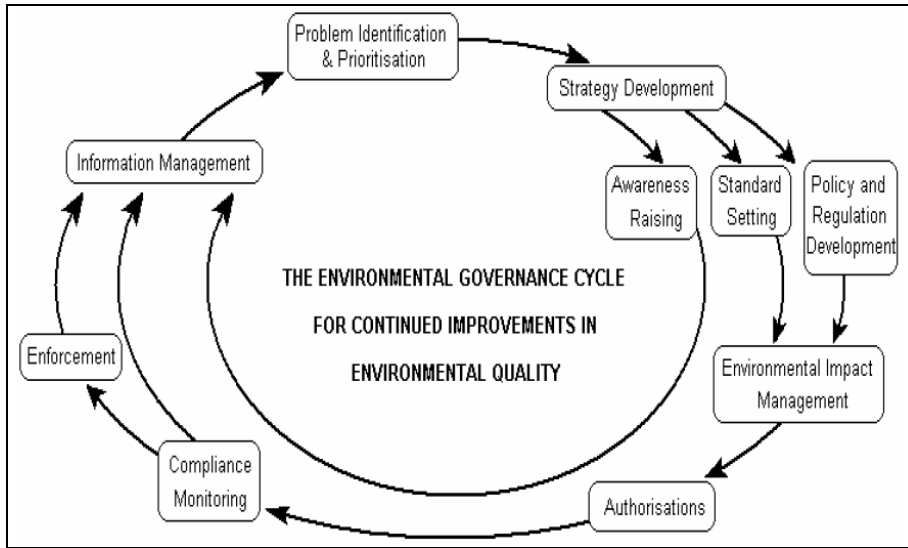 Problem Identification
& Prioritisation
Strategy Development
Information Management
Awareness
Raising
Standard
Setting
Policy and
Regulation
Development
THE ENVIRONMENTAL GOVERNANCE CYCLE
FOR CONTINUED IMPROVEMENTS IN
ENVIRONMENTAL QUALITY
Enforcement
Environmental Impact
Management
Compliance
Monitoring
Authorisations